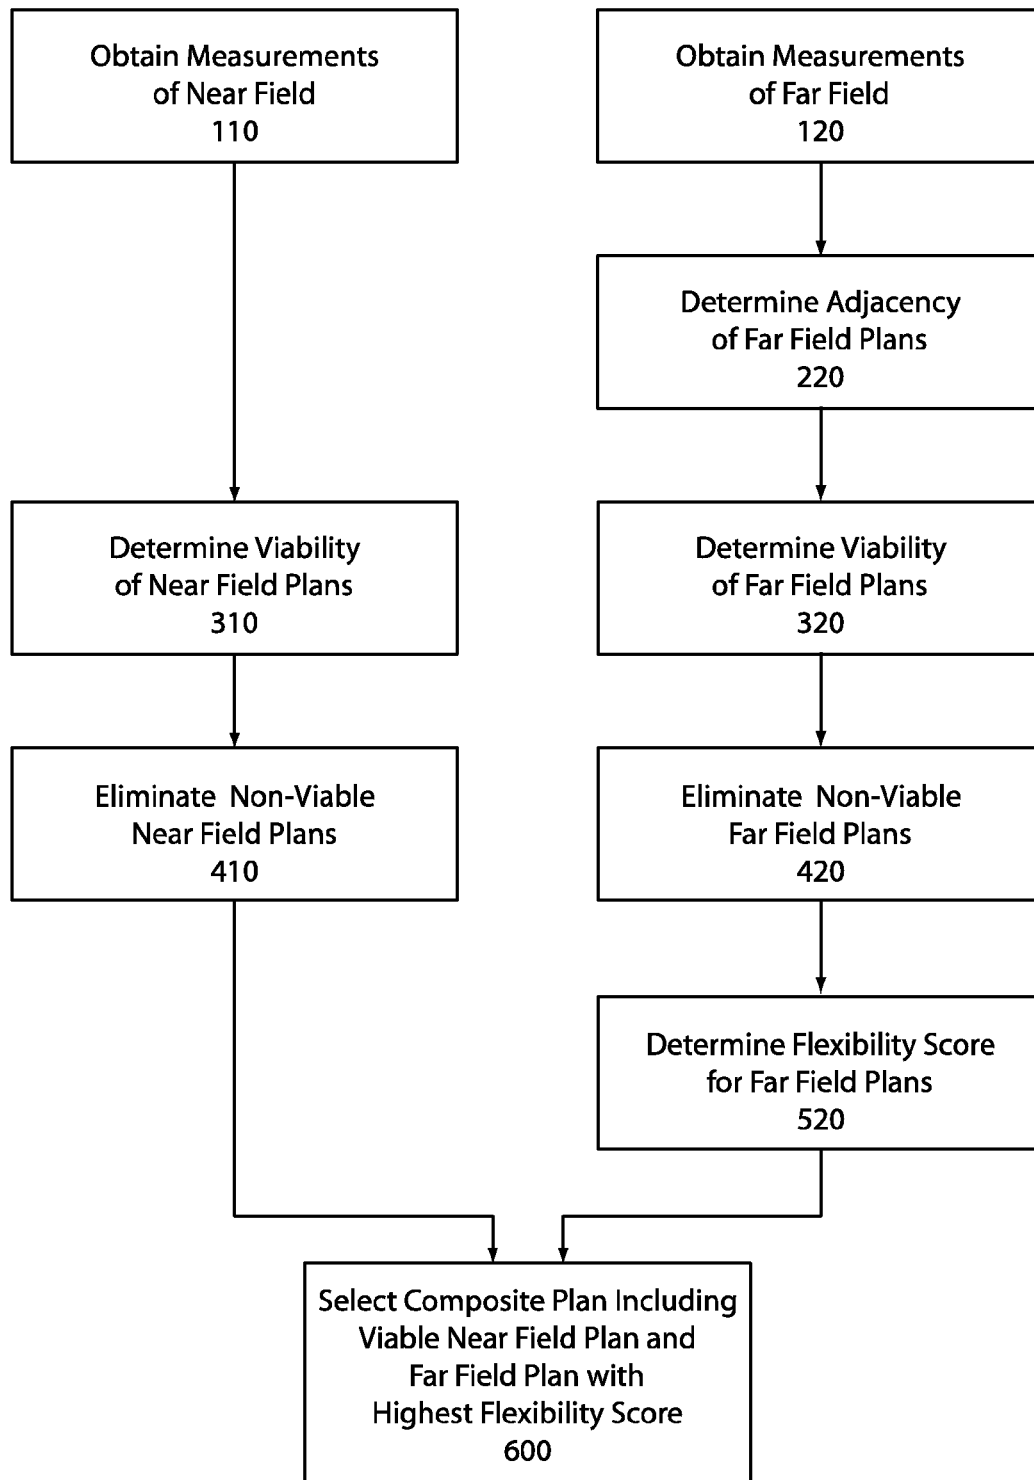 Obtain Measurements
of Near Field
110
Obtain Measurements
of Far Field
120
Determine Adjacency
of Far Field Plans
220
Determine Viability
of Near Field Plans
310
Determine Viability
of Far Field Plans
320
Eliminate Non-Viable
Near Field Plans
410
Eliminate Non-Viable
Far Field Plans
420
Determine Flexibility Score
for Far Field Plans
520
Select Composite Plan Including
Viable Near Field Plan and
Far Field Plan with
Highest Flexibility Score
600